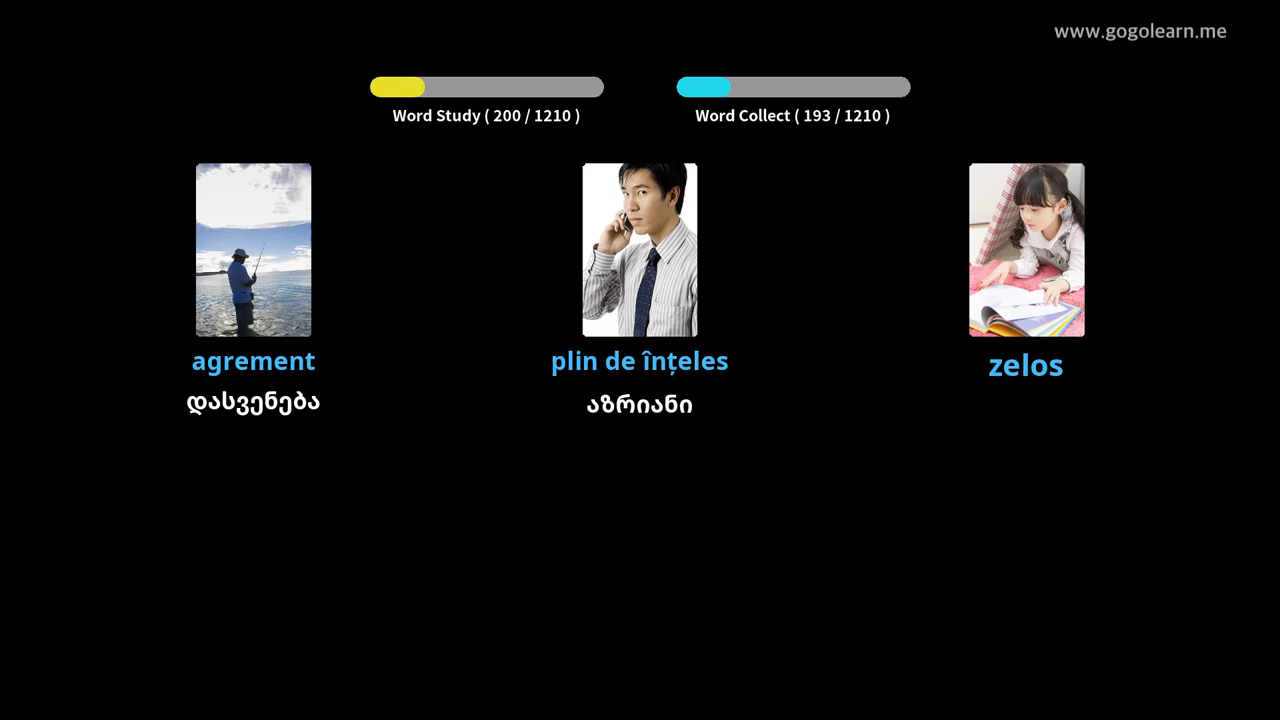 www.gogolearn.me
Word Study ( 200 / 1210 )
Word Collect ( 193 / 1210 )
agrement
plin de înțeles
zelos
დასვენება
აზრიანი